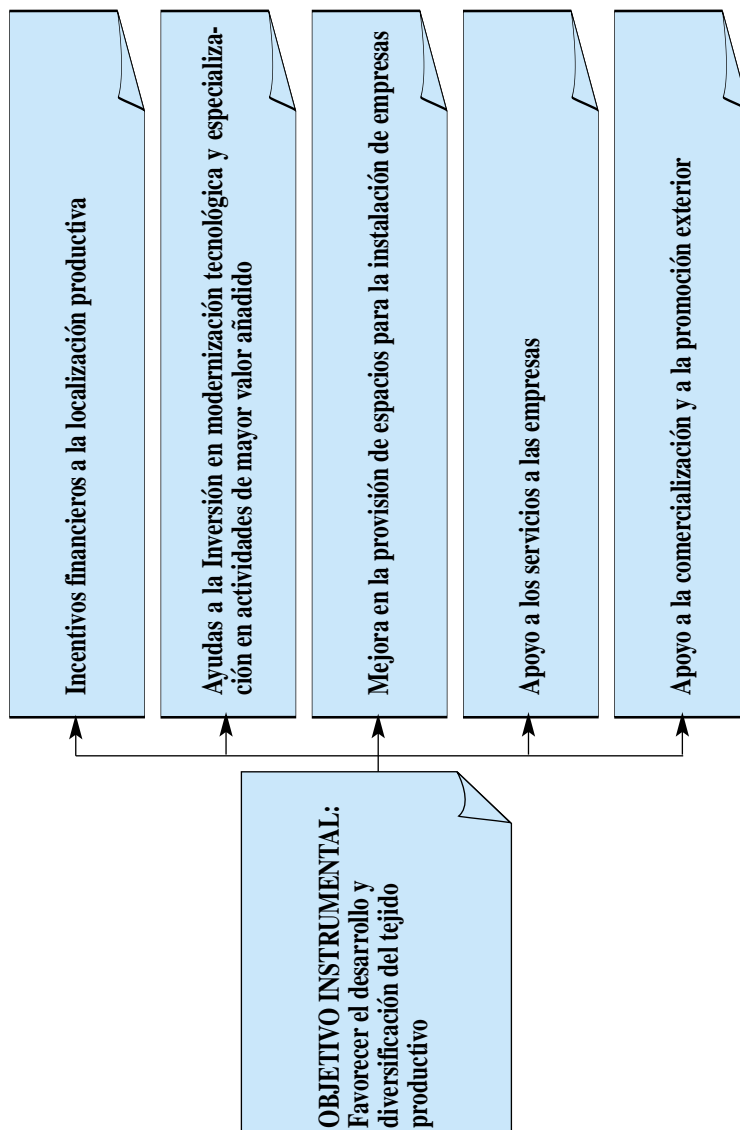 OBJETIVO INSTRUMENTAL:
Favorecer el desarrollo y
diversificación del tejido
productivo
Incentivos financieros a la localización productiva
Ayudas a la Inversión en modernización tecnológica y especializa-
ción en actividades de mayor valor añadido
Mejora en la provisión de espacios para la instalación de empresas
Apoyo a los servicios a las empresas
Apoyo a la comercialización y a la promoción exterior